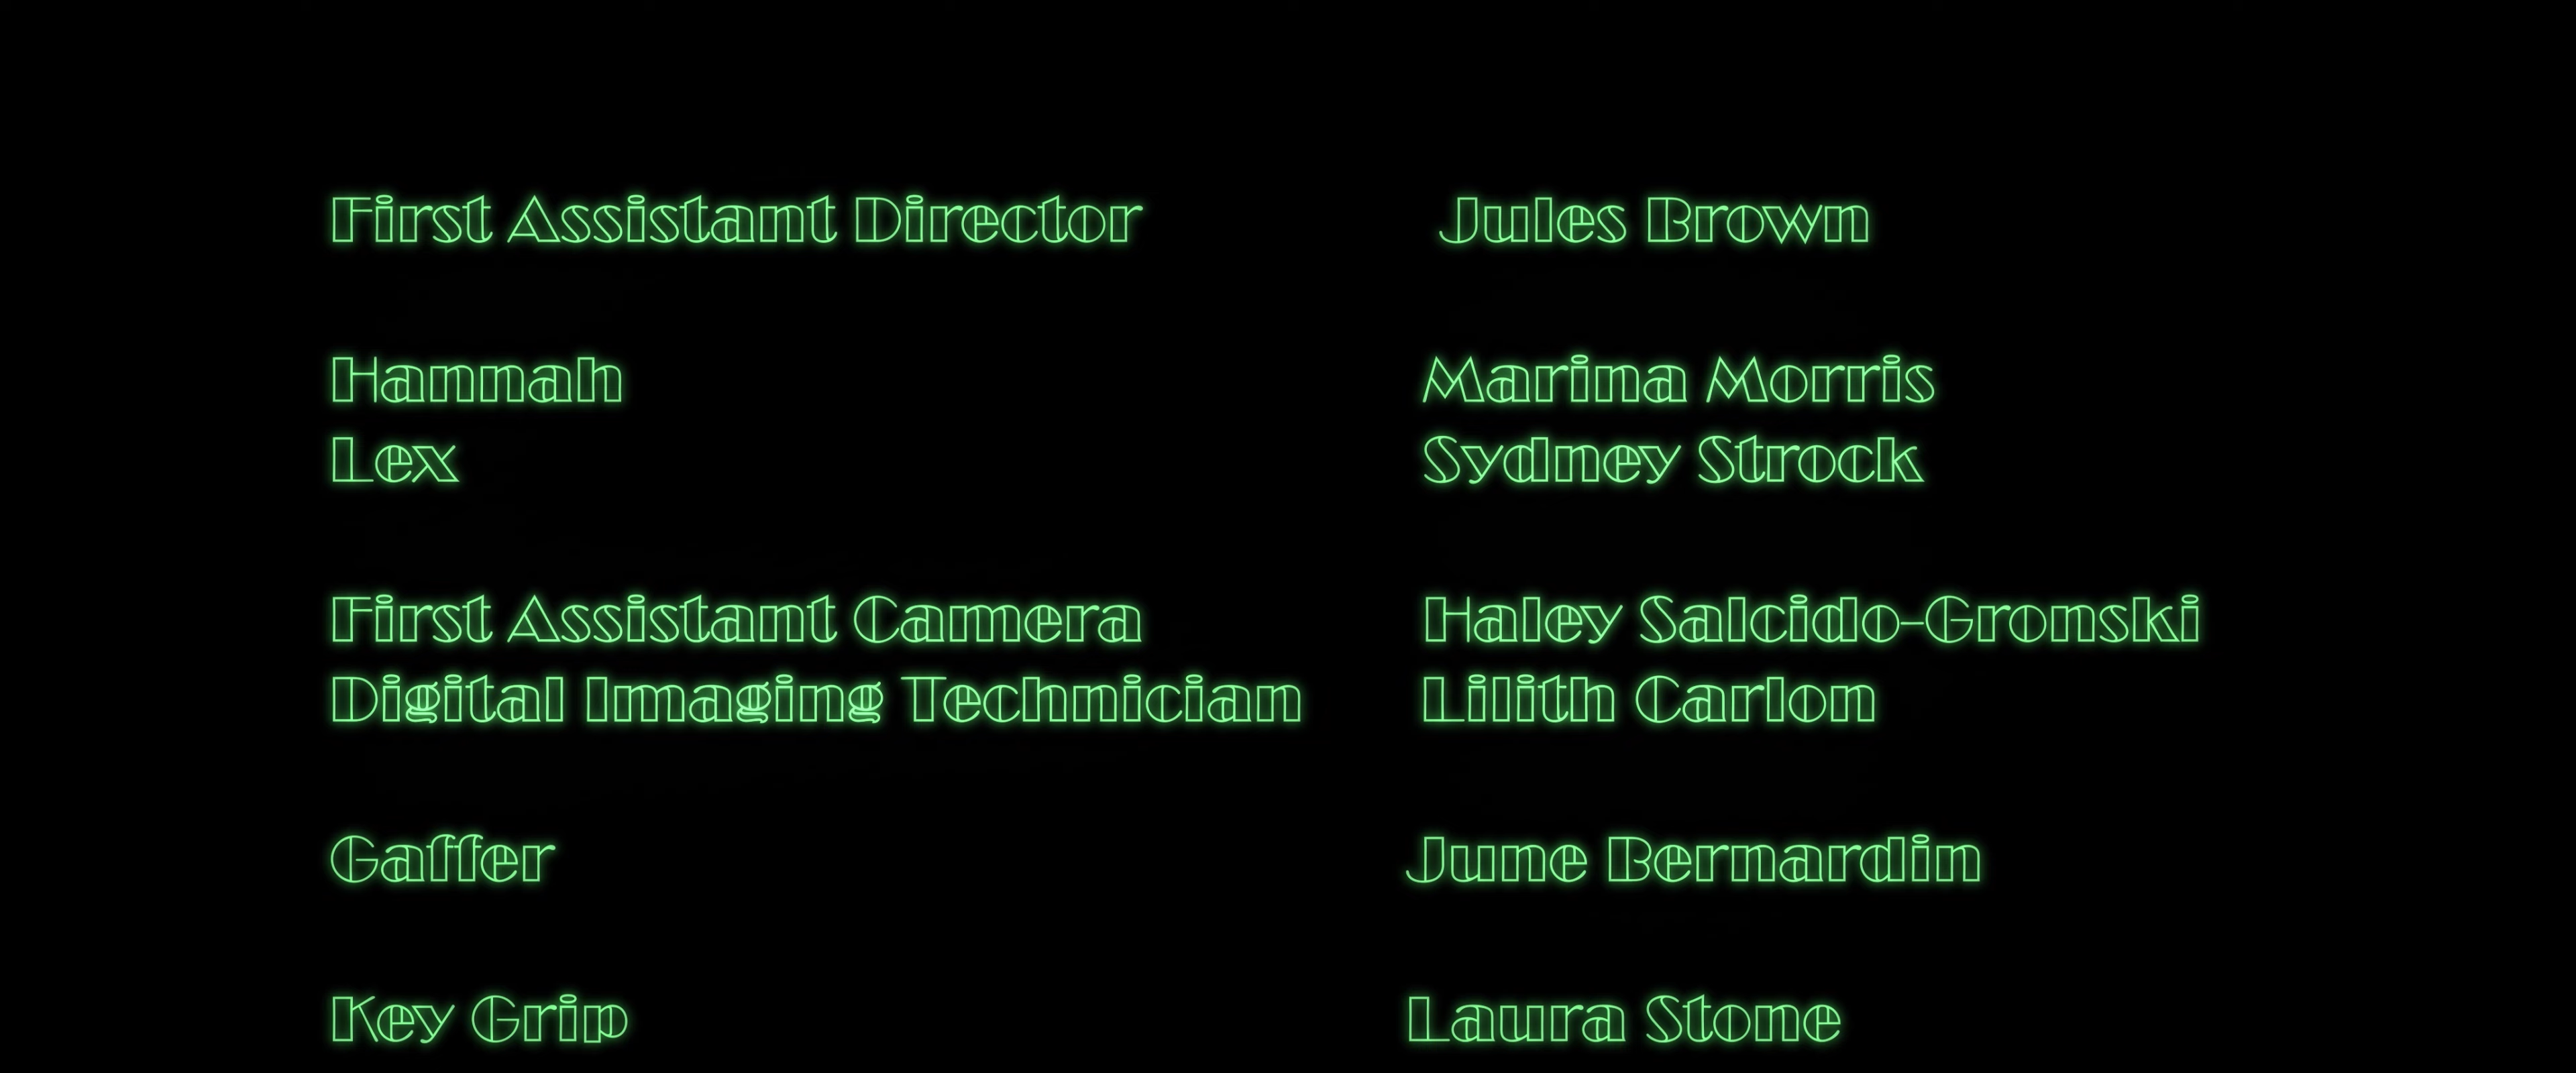 First Assistant Director Jules Brown
Hannah Marina Morris
Lex Sydney Strock
First Assistant Camera Haley Salcido-Gronski
Digital Imaging Technician Lilith Carlon
Gaffer June Bernardin
Key Grip Laura Stone